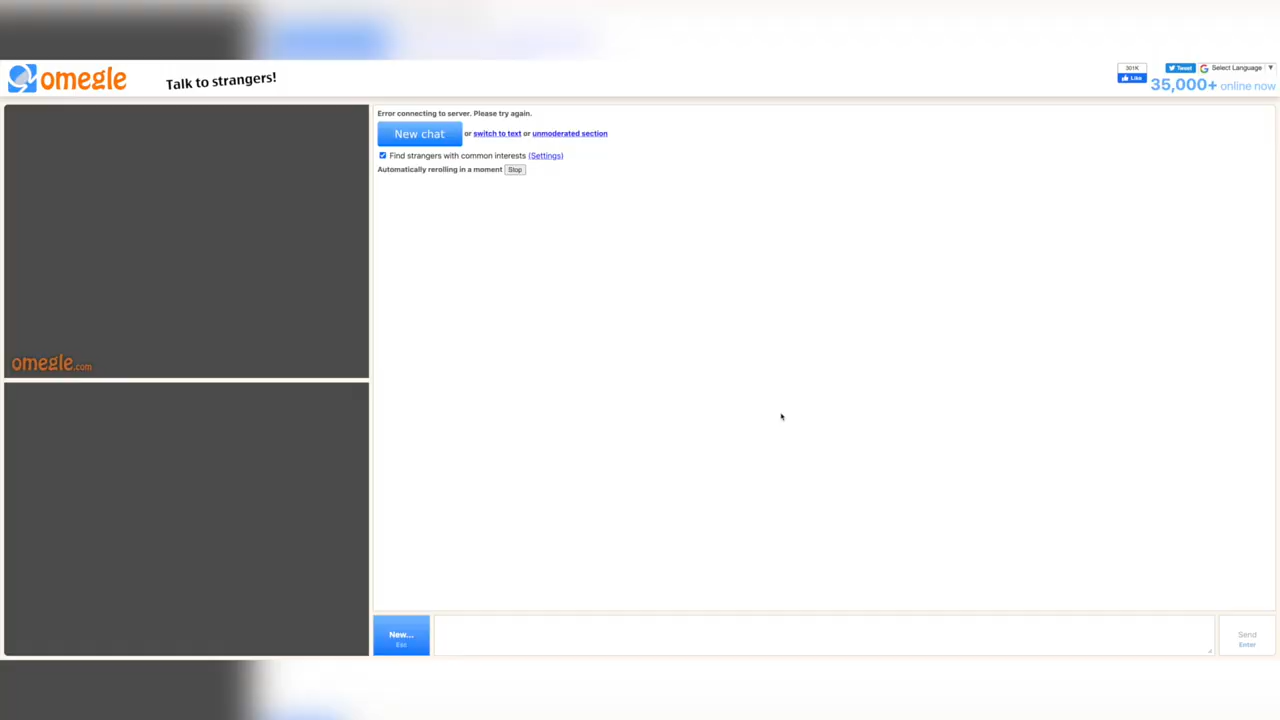 omegle
Talk to strangers!
301K
Like
Tweet
Select Language ▼
35,000+ online now
Error connecting to server. Please try again.
New chat or switch to text or unmoderated section
Find strangers with common interests (Settings)
Automatically rerolling in a moment Stop
omegle.com
New...
Esc
Send
Enter